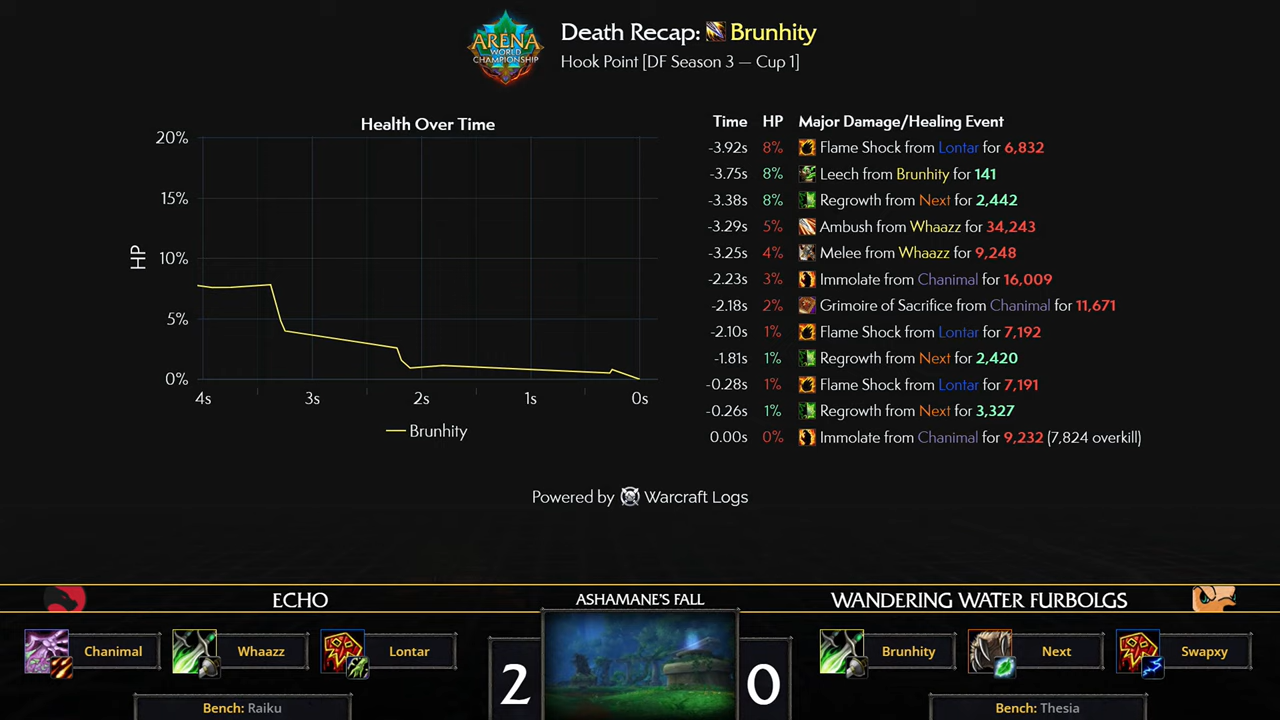 ARENA
WORLD
CHAMPIONSHIP
Death Recap: Brunhity
Hook Point [DF Season 3 — Cup 1]
Health Over Time
20%
15%
10%
5%
0%
HP
4s 3s 2s 1s 0s
Brunhity
Time HP Major Damage/Healing Event
-3.92s 8% Flame Shock from Lontar for 6,832
-3.75s 8% Leech from Brunhity for 141
-3.38s 8% Regrowth from Next for 2,442
-3.29s 5% Ambush from Whaazz for 34,243
-3.25s 4% Melee from Whaazz for 9,248
-2.23s 3% Immolate from Chanimal for 16,009
-2.18s 2% Grimoire of Sacrifice from Chanimal for 11,671
-2.10s 1% Flame Shock from Lontar for 7,192
-1.81s 1% Regrowth from Next for 2,420
-0.28s 1% Flame Shock from Lontar for 7,191
-0.26s 1% Regrowth from Next for 3,327
0.00s 0% Immolate from Chanimal for 9,232 (7,824 overkill)
Powered by Warcraft Logs
ECHO ASHAMANE'S FALL WANDERING WATER FURBOLGS
Chanimal Whaazz Lontar 2 0 Brunhity Next Swapxy
Bench: Raiku Bench: Thesia